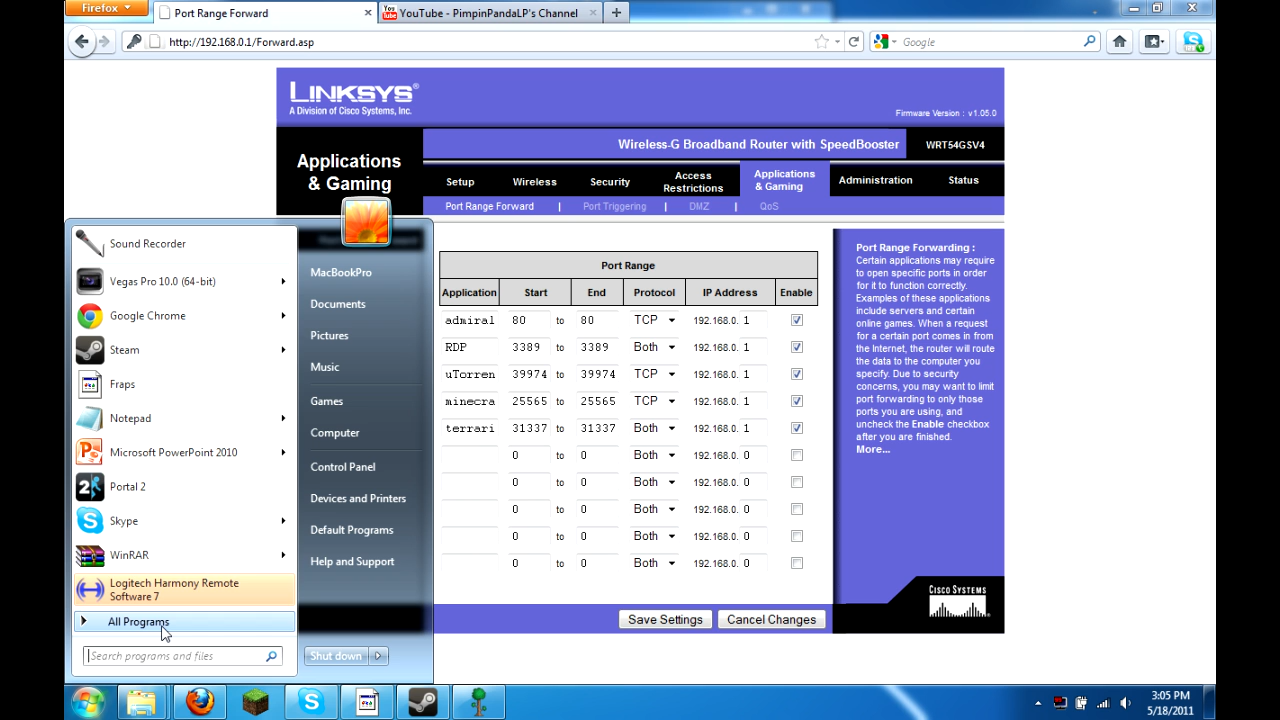 Firefox
Port Range Forward
YouTube - PimpinPandaLP's Channel
http://192.168.0.1/Forward.asp
Google
LINKSYS®
A Division of Cisco Systems, Inc.
Firmware Version : v1.05.0
Wireless-G Broadband Router with SpeedBooster
WRT54GSV4
Applications & Gaming
Setup
Wireless
Security
Access Restrictions
Applications & Gaming
Administration
Status
Port Range Forward | Port Triggering | DMZ | QoS
Port Range
Application Start End Protocol IP Address Enable
admiral 80 to 80 TCP 192.168.0. 1
RDP 3389 to 3389 Both 192.168.0. 1
uTorren 39974 to 39974 TCP 192.168.0. 1
minecra 25565 to 25565 TCP 192.168.0. 1
terrari 31337 to 31337 Both 192.168.0. 1
0 to 0 Both 192.168.0. 0
0 to 0 Both 192.168.0. 0
0 to 0 Both 192.168.0. 0
0 to 0 Both 192.168.0. 0
0 to 0 Both 192.168.0. 0
Save Settings
Cancel Changes
Port Range Forwarding :
Certain applications may require
to open specific ports in order
for it to function correctly.
Examples of these applications
include servers and certain
online games. When a request
for a certain port comes in from
the Internet, the router will route
the data to the computer you
specify. Due to security
concerns, you may want to limit
port forwarding to only those
ports you are using, and
uncheck the Enable checkbox
after you are finished.
More...
CISCO SYSTEMS
Sound Recorder
Vegas Pro 10.0 (64-bit)
Google Chrome
Steam
Fraps
Notepad
Microsoft PowerPoint 2010
Portal 2
Skype
WinRAR
Logitech Harmony Remote
Software 7
All Programs
Search programs and files
MacBookPro
Documents
Pictures
Music
Games
Computer
Control Panel
Devices and Printers
Default Programs
Help and Support
Shut down
3:05 PM
5/18/2011